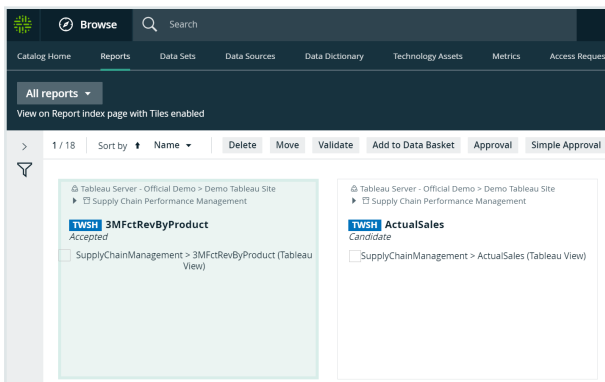 Browse
Search
Catalog Home Reports Data Sets Data Sources Data Dictionary Technology Assets Metrics Access Reques
All reports
View on Report index page with Tiles enabled
1 / 18 Sort by Name Delete Move Validate Add to Data Basket Approval Simple Approval
Tableau Server - Official Demo > Demo Tableau Site
Supply Chain Performance Management
TWSH 3MFctRevByProduct
Accepted
SupplyChainManagement > 3MFctRevByProduct (Tableau
View)
Tableau Server - Official Demo > Demo Tableau Site
Supply Chain Performance Management
TWSH ActualSales
Candidate
SupplyChainManagement > ActualSales (Tableau View)